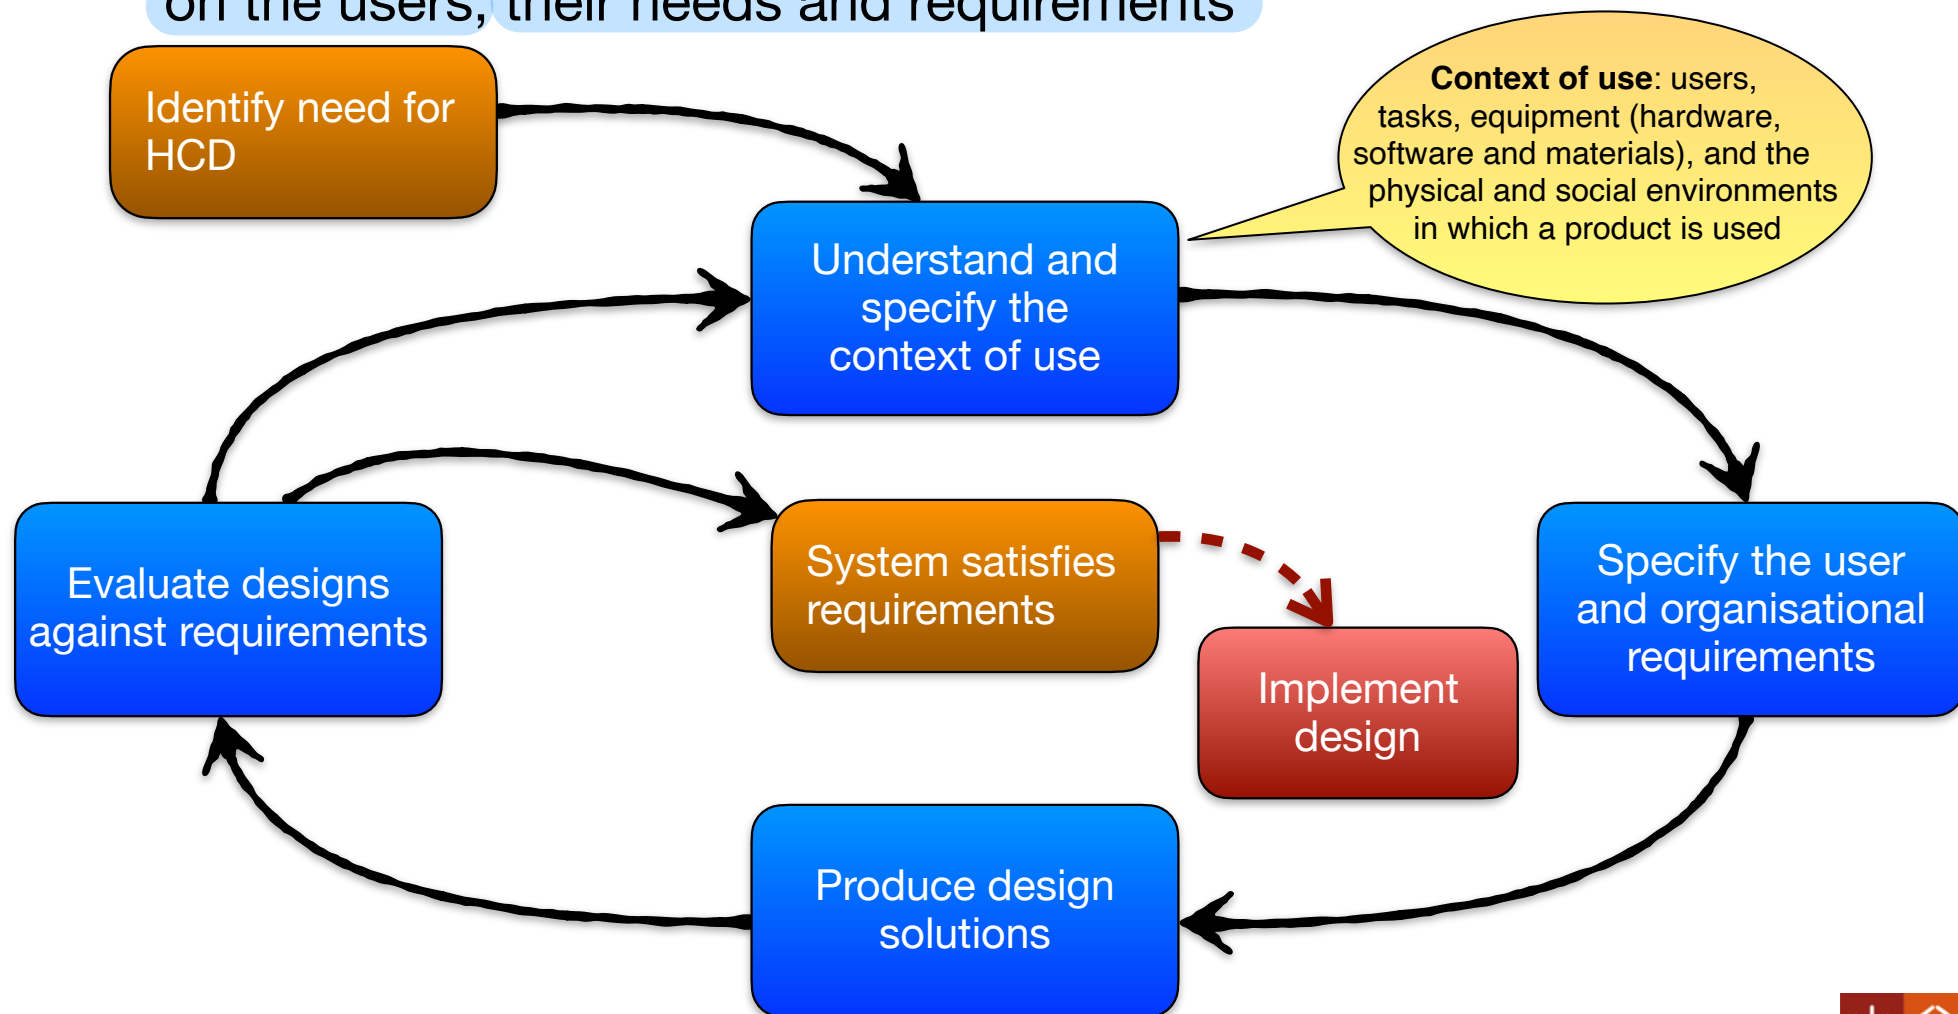 on the users, their needs and requirements
Identify need for
HCD
Context of use: users,
tasks, equipment (hardware,
software and materials), and the
physical and social environments
in which a product is used
Understand and
specify the
context of use
Evaluate designs
against requirements
System satisfies
requirements
Specify the user
and organisational
requirements
Implement
design
Produce design
solutions